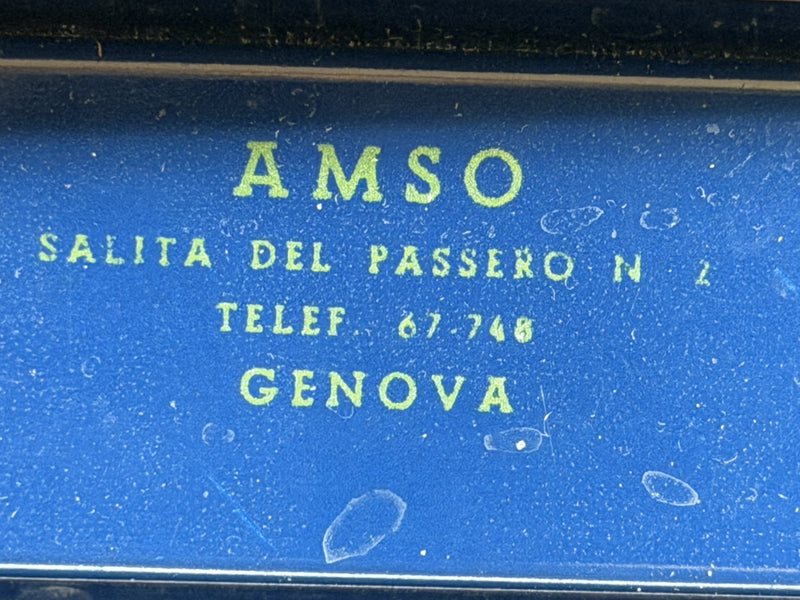 AMSO
SALITA DEL PASSERO N 2
TELEF. 67-748
GENOVA